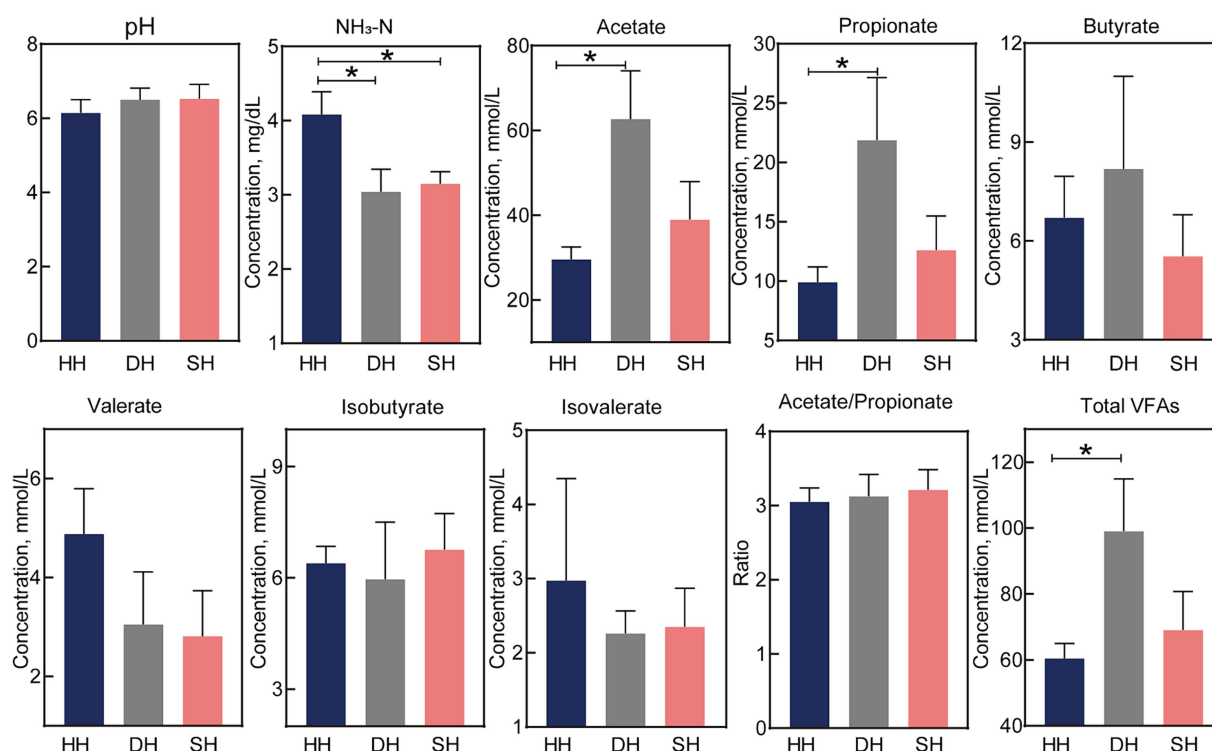 pH
8
6
4
2
0
HH DH SH
NH₃-N
Concentration, mg/dL
5
4
3
2
1
* *
HH DH SH
Acetate
Concentration, mmol/L
80
60
40
20
*
HH DH SH
Propionate
Concentration, mmol/L
30
25
20
15
10
5
*
HH DH SH
Butyrate
Concentration, mmol/L
12
9
6
3
HH DH SH
Valerate
Concentration, mmol/L
6
4
2
HH DH SH
Isobutyrate
Concentration, mmol/L
9
6
3
HH DH SH
Isovalerate
Concentration, mmol/L
5
4
3
2
1
HH DH SH
Acetate/Propionate
Ratio
4
3
2
1
0
HH DH SH
Total VFAs
Concentration, mmol/L
120
100
80
60
40
*
HH DH SH